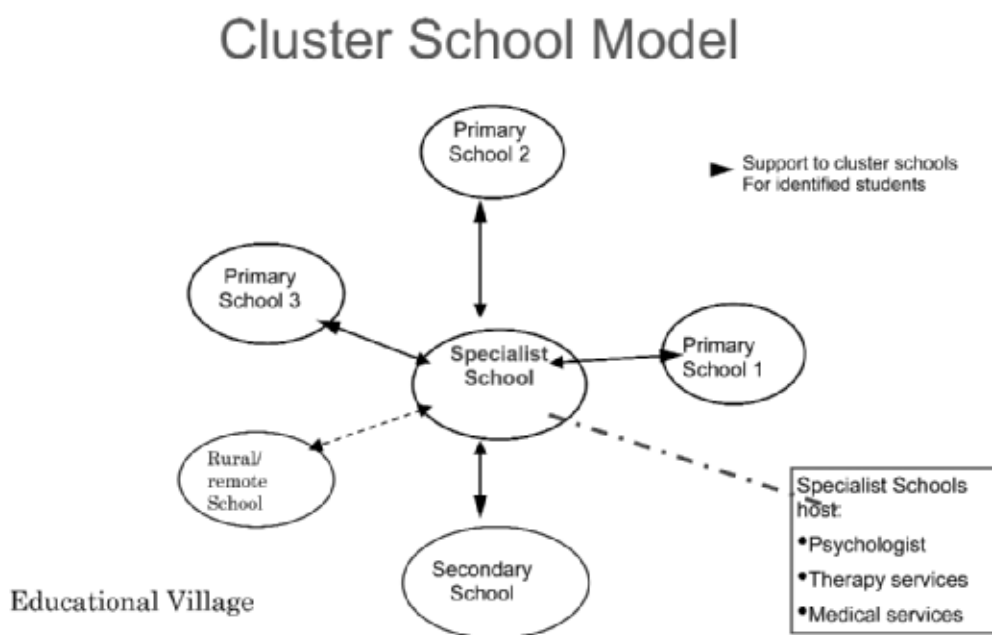 Cluster School Model
Primary
School 2
Support to cluster schools
For identified students
Primary
School 3
Specialist
School
Primary
School 1
Rural/
remote
School
Secondary
School
Specialist Schools
host:
•Psychologist
•Therapy services
•Medical services
Educational Village